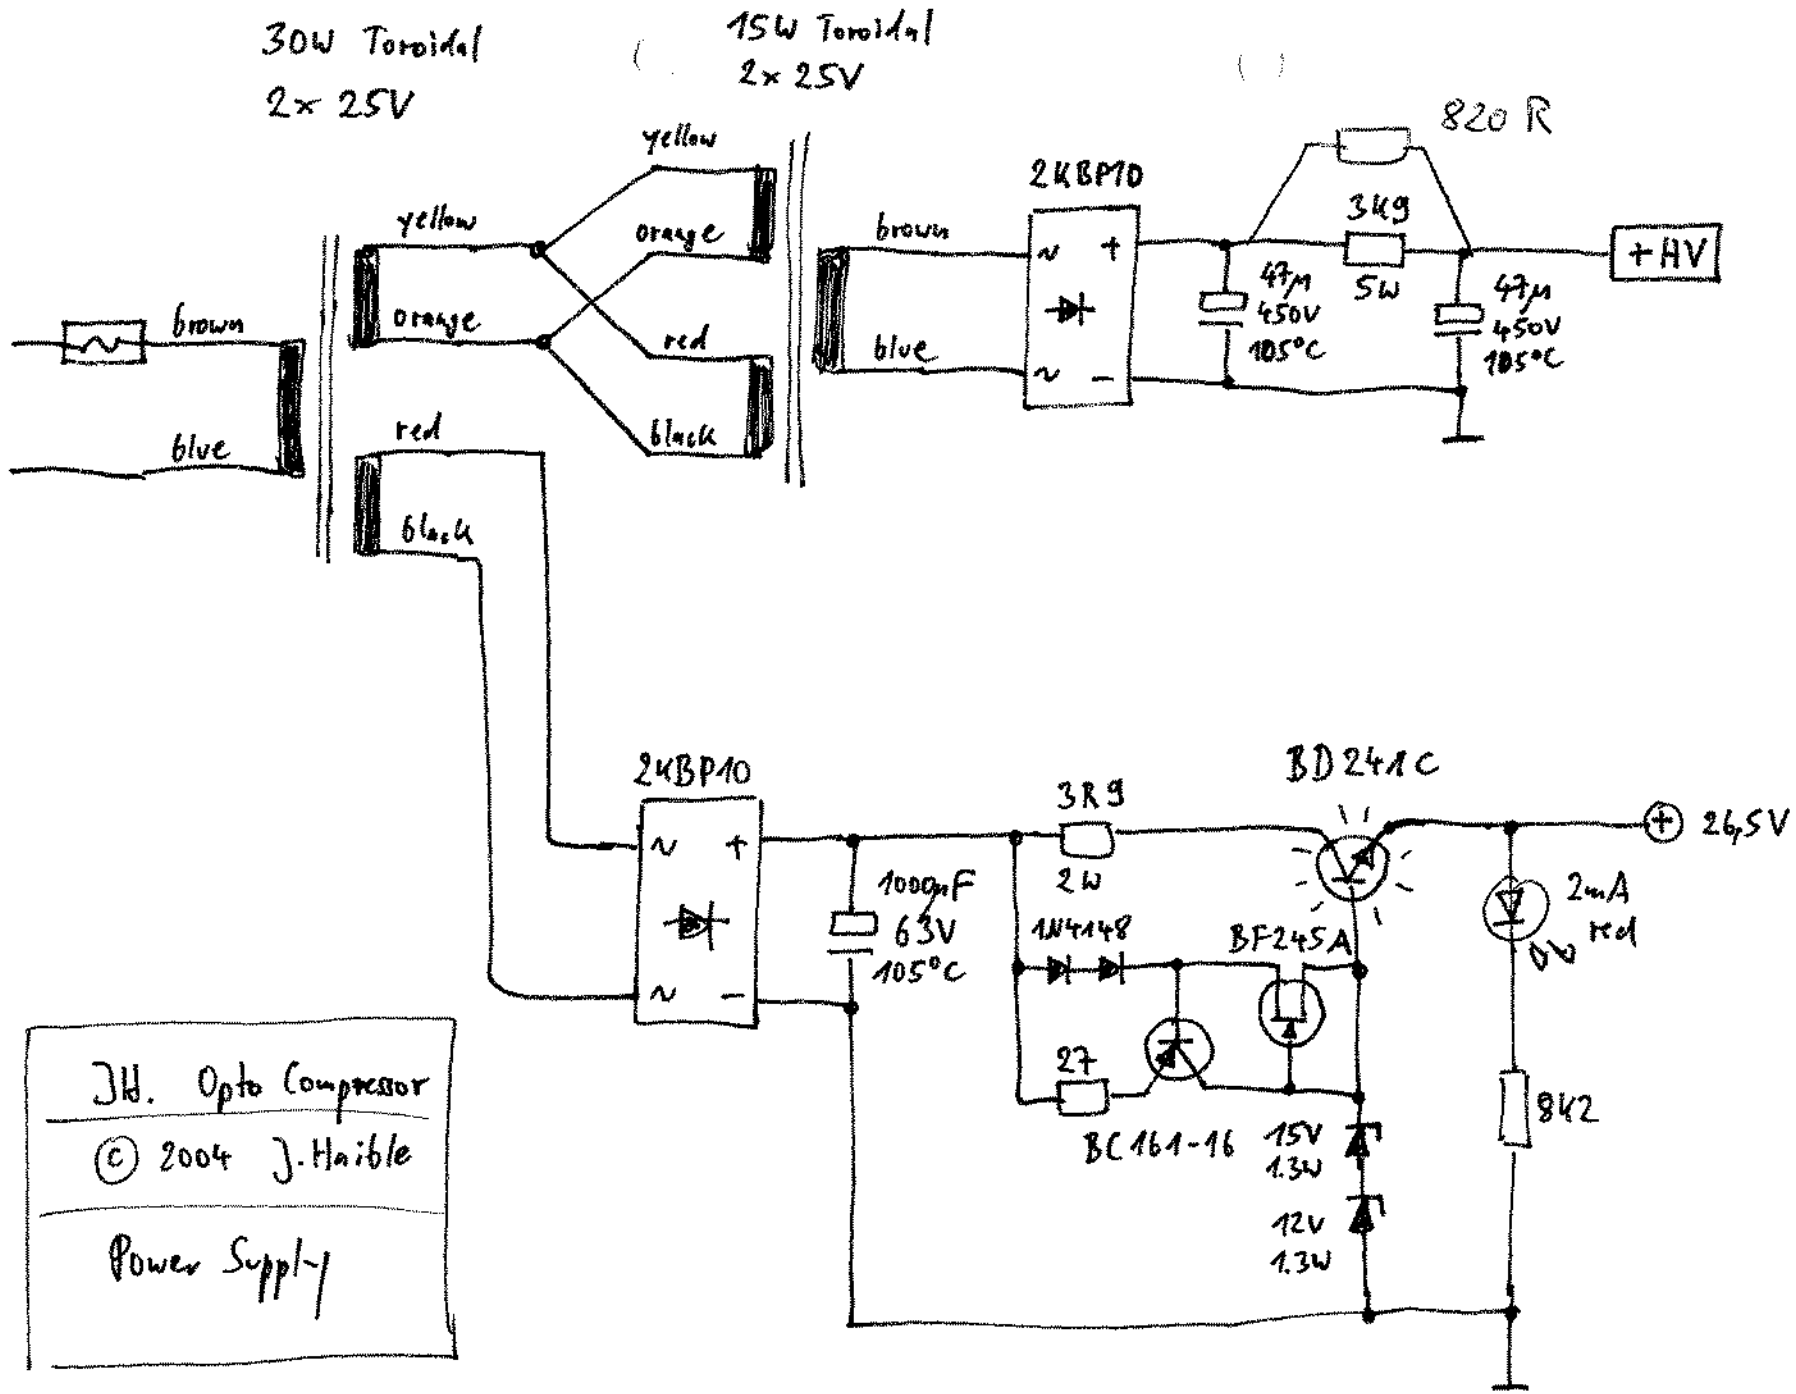 30W Toroidal
2x 25V
15W Toroidal
2x 25V
820 R
yellow
orange
red
black
yellow
orange
red
black
brown
blue
brown
blue
2KBP10
~ +
~ −
47µ
450V
105°C
3K9
5W
47µ
450V
105°C
+HV
2KBP10
~ +
~ −
1000µF
63V
105°C
3R9
2W
BD241C
+ 26,5V
1N4148
BF245A
2mA
red
27
BC161-16
15V
1.3W
12V
1.3W
8K2
JH. Opto Compressor
© 2004 J.Haible
Power Supply